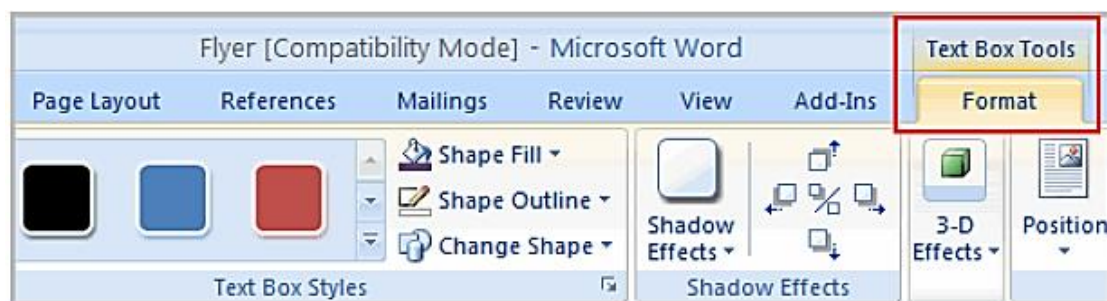 Flyer [Compatibility Mode] - Microsoft Word
Text Box Tools
Page Layout References Mailings Review View Add-Ins Format
Shape Fill
Shape Outline
Change Shape
Shadow
Effects
3-D
Effects
Position
Text Box Styles
Shadow Effects